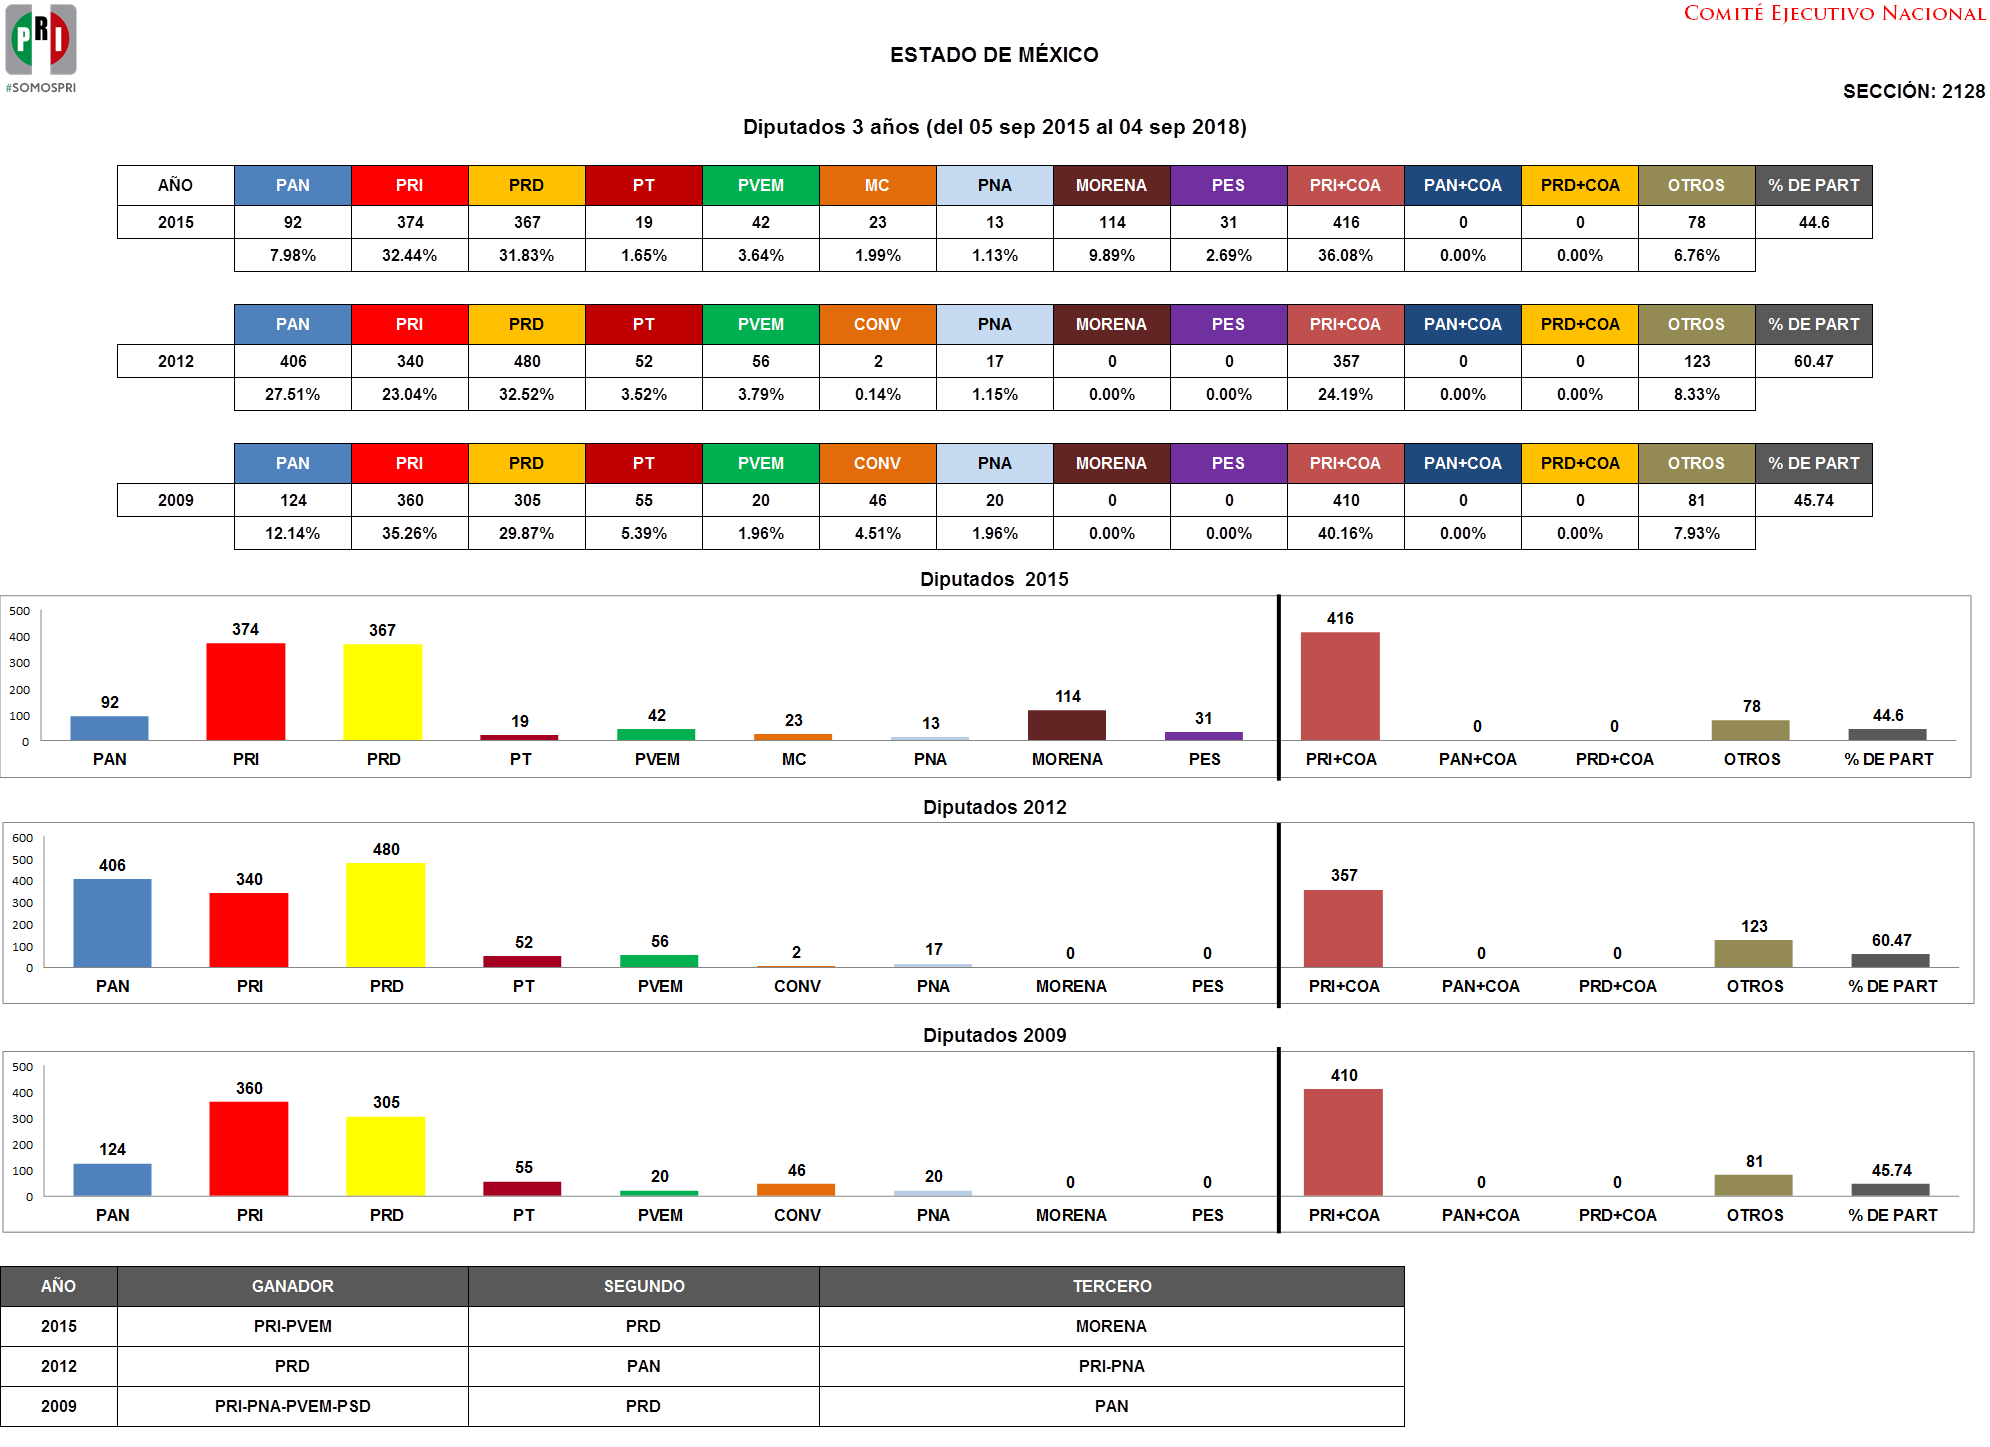 PRI
#SOMOSPRI
COMITÉ EJECUTIVO NACIONAL
ESTADO DE MÉXICO
SECCIÓN: 2128
Diputados 3 años (del 05 sep 2015 al 04 sep 2018)
AÑO PAN PRI PRD PT PVEM MC PNA MORENA PES PRI+COA PAN+COA PRD+COA OTROS % DE PART
2015 92 374 367 19 42 23 13 114 31 416 0 0 78 44.6
7.98% 32.44% 31.83% 1.65% 3.64% 1.99% 1.13% 9.89% 2.69% 36.08% 0.00% 0.00% 6.76%
PAN PRI PRD PT PVEM CONV PNA MORENA PES PRI+COA PAN+COA PRD+COA OTROS % DE PART
2012 406 340 480 52 56 2 17 0 0 357 0 0 123 60.47
27.51% 23.04% 32.52% 3.52% 3.79% 0.14% 1.15% 0.00% 0.00% 24.19% 0.00% 0.00% 8.33%
PAN PRI PRD PT PVEM CONV PNA MORENA PES PRI+COA PAN+COA PRD+COA OTROS % DE PART
2009 124 360 305 55 20 46 20 0 0 410 0 0 81 45.74
12.14% 35.26% 29.87% 5.39% 1.96% 4.51% 1.96% 0.00% 0.00% 40.16% 0.00% 0.00% 7.93%
Diputados 2015
500
400
300
200
100
0
92 374 367 19 42 23 13 114 31 416 0 0 78 44.6
PAN PRI PRD PT PVEM MC PNA MORENA PES PRI+COA PAN+COA PRD+COA OTROS % DE PART
Diputados 2012
600
500
400
300
200
100
0
406 340 480 52 56 2 17 0 0 357 0 0 123 60.47
PAN PRI PRD PT PVEM CONV PNA MORENA PES PRI+COA PAN+COA PRD+COA OTROS % DE PART
Diputados 2009
500
400
300
200
100
0
124 360 305 55 20 46 20 0 0 410 0 0 81 45.74
PAN PRI PRD PT PVEM CONV PNA MORENA PES PRI+COA PAN+COA PRD+COA OTROS % DE PART
AÑO GANADOR SEGUNDO TERCERO
2015 PRI-PVEM PRD MORENA
2012 PRD PAN PRI-PNA
2009 PRI-PNA-PVEM-PSD PRD PAN